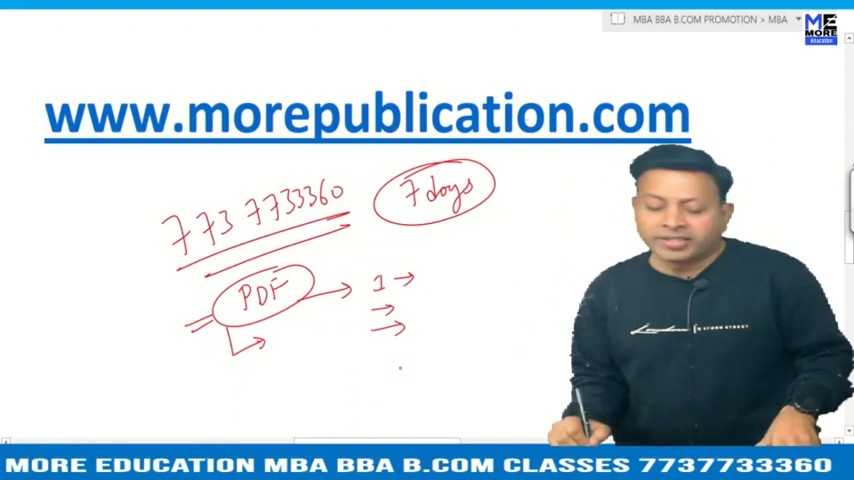 MBA BBA B.COM PROMOTION > MBA
ME
MORE
Education
www.morepublication.com
773 7733360
7 days
PDF
1 →
MORE EDUCATION MBA BBA B.COM CLASSES 7737733360